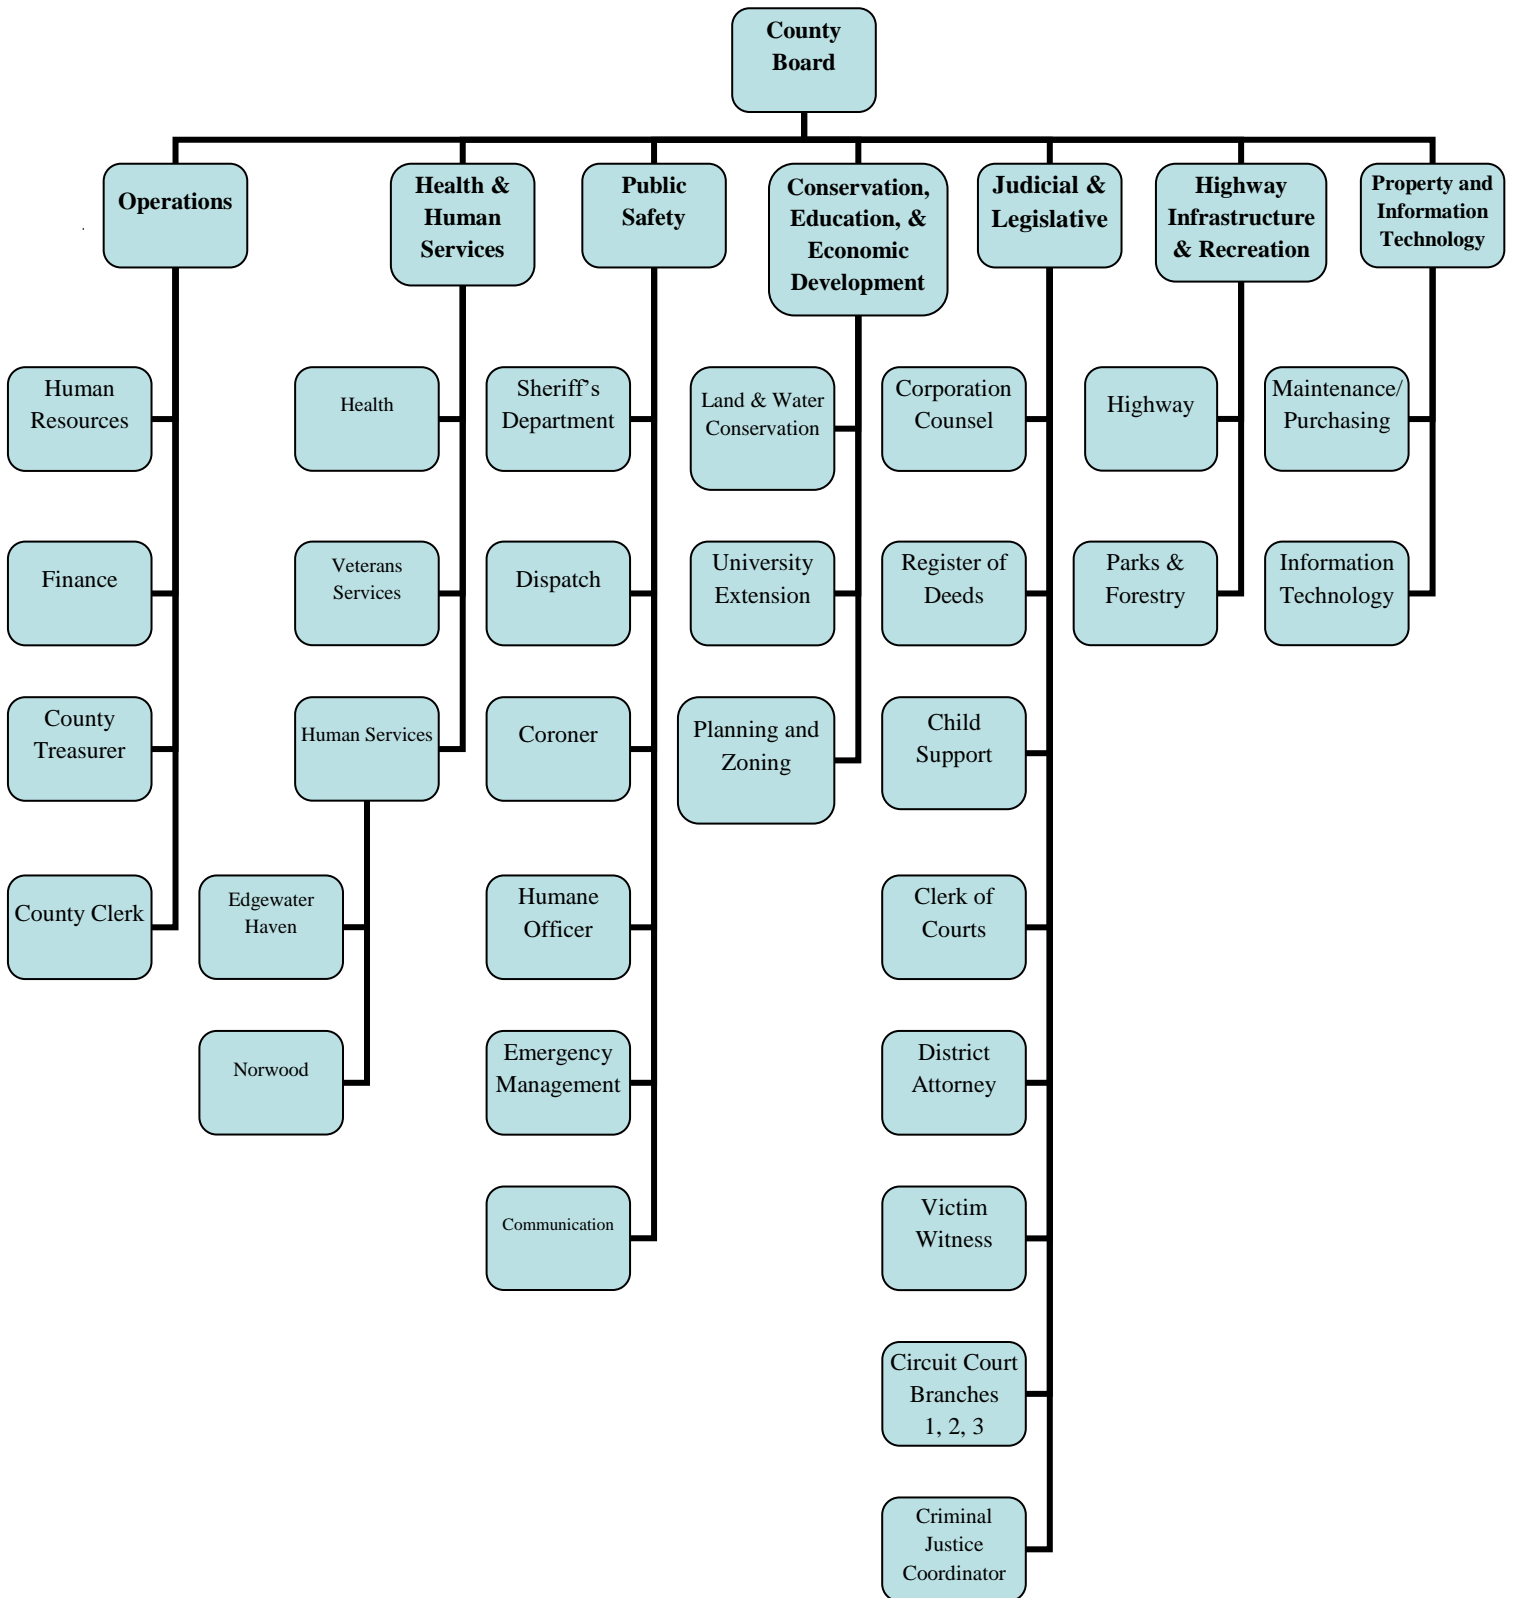 County
Board
Operations
Health &
Human
Services
Public
Safety
Conservation,
Education, &
Economic
Development
Judicial &
Legislative
Highway
Infrastructure
& Recreation
Property and
Information
Technology
Human
Resources
Finance
County
Treasurer
County Clerk
Health
Veterans
Services
Human Services
Edgewater
Haven
Norwood
Sheriff’s
Department
Dispatch
Coroner
Humane
Officer
Emergency
Management
Communication
Land & Water
Conservation
University
Extension
Planning and
Zoning
Corporation
Counsel
Register of
Deeds
Child
Support
Clerk of
Courts
District
Attorney
Victim
Witness
Circuit Court
Branches
1, 2, 3
Criminal
Justice
Coordinator
Highway
Parks &
Forestry
Maintenance/
Purchasing
Information
Technology